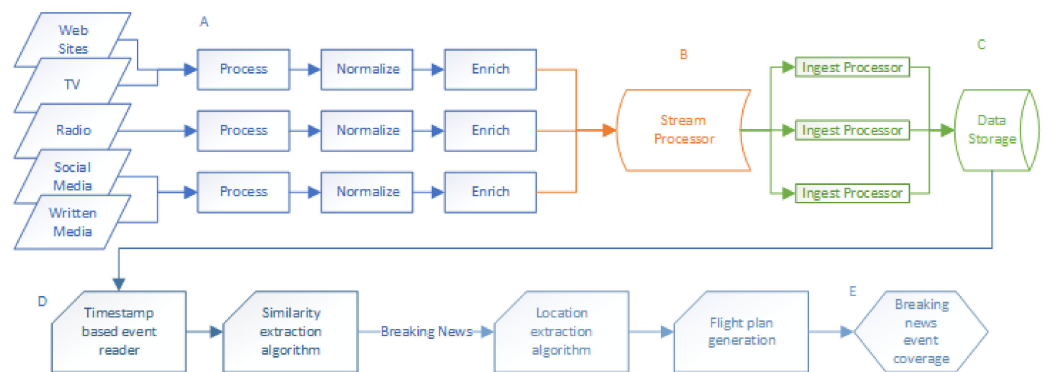 Web
Sites
A
TV
Process
Normalize
Enrich
Radio
Process
Normalize
Enrich
Social
Media
Written
Media
Process
Normalize
Enrich
B
Stream
Processor
Ingest Processor
Ingest Processor
Ingest Processor
C
Data
Storage
D
Timestamp
based event
reader
Similarity
extraction
algorithm
Breaking News
Location
extraction
algorithm
Flight plan
generation
E
Breaking
news
event
coverage